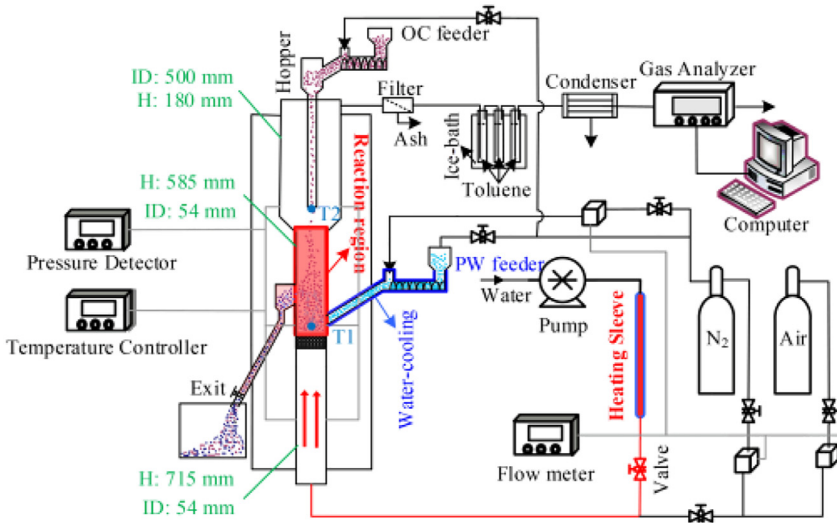 OC feeder
Hopper
ID: 500 mm
H: 180 mm
Filter
Ash
Condenser
Gas Analyzer
Ice-bath
Toluene
Computer
H: 585 mm
ID: 54 mm
Reaction region
T2
Pressure Detector
PW feeder
Water
Pump
Temperature Controller
T1
Water-cooling
Heating Sleeve
N2
Air
Exit
Flow meter
Valve
H: 715 mm
ID: 54 mm